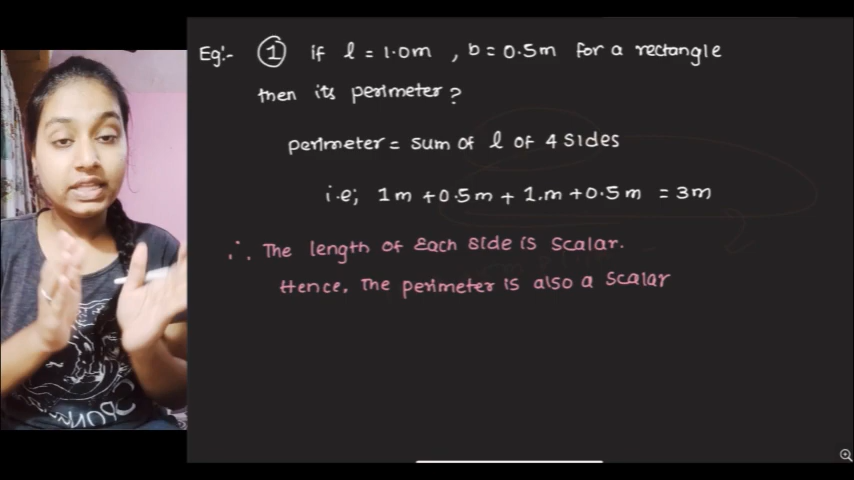 Eg:- ① if l = 1.0m , b = 0.5m for a rectangle
then its perimeter?
perimeter = sum of l of 4 sides
i.e; 1m + 0.5m + 1.m + 0.5m = 3m
∴ The length of each side is scalar.
Hence, The perimeter is also a scalar